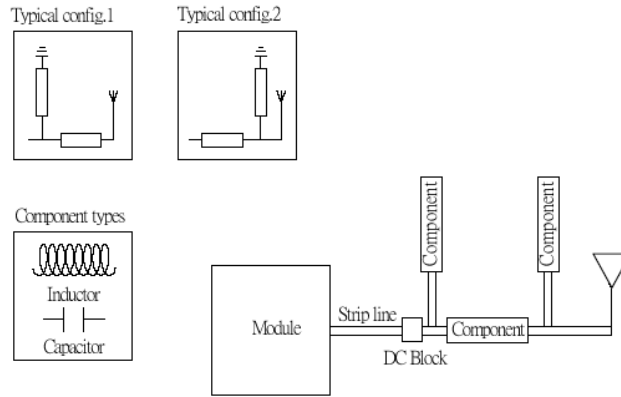 Typical config.1
Typical config.2
Component types
Inductor
Capacitor
Module
Strip line
DC Block
Component
Component
Component